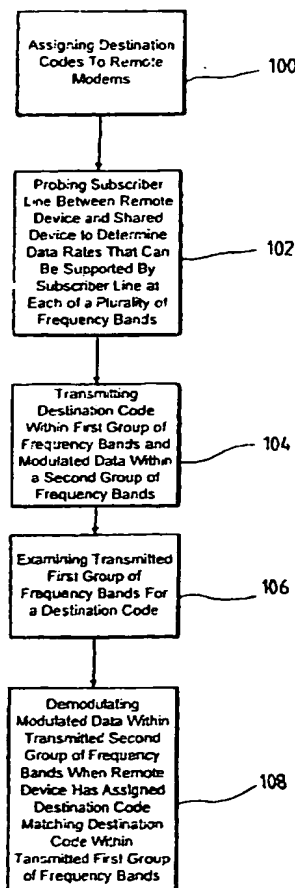 Assigning Destination
Codes To Remote
Modems
100
Probing Subscriber
Line Between Remote
Device and Shared
Device to Determine
Data Rates That Can
Be Supported By
Subscriber Line at
Each of a Plurality of
Frequency Bands
102
Transmitting
Destination Code
Within First Group of
Frequency Bands and
Modulated Data Within
a Second Group of
Frequency Bands
104
Examining Transmitted
First Group of
Frequency Bands For
a Destination Code
106
Demodulating
Modulated Data Within
Transmitted Second
Group of Frequency
Bands When Remote
Device Has Assigned
Destination Code
Matching Destination
Code Within
Tansmitted First Group
of Frequency Bands
108